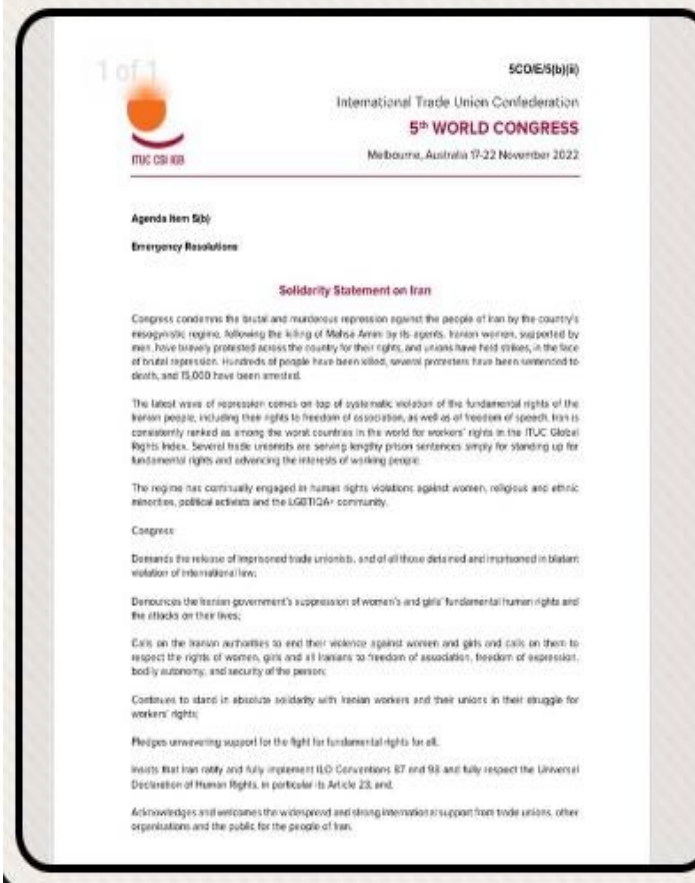 1 of 1
5CO/E/5(b)(ii)
International Trade Union Confederation
5th WORLD CONGRESS
ITUC CSI IGB
Melbourne, Australia 17-22 November 2022
Agenda Item 5(b)
Emergency Resolutions
Solidarity Statement on Iran
Congress condemns the brutal and murderous repression against the people of Iran by the country's
misogynistic regime, following the killing of Mahsa Amini by its agents. Iranian women, supported by
men, have bravely protested across the country for their rights, and unions have held strikes, in the face
of brutal repression. Hundreds of people have been killed, several protesters have been sentenced to
death, and 15,000 have been arrested.
The latest wave of repression comes on top of systematic violation of the fundamental rights of the
Iranian people, including their rights to freedom of association, as well as of freedom of speech. Iran is
consistently ranked as among the worst countries in the world for workers' rights in the ITUC Global
Rights Index. Several trade unionists are serving lengthy prison sentences simply for standing up for
fundamental rights and advancing the interests of working people.
The regime has continually engaged in human rights violations against women, religious and ethnic
minorities, political activists and the LGBTIQA+ community.
Congress:
Demands the release of imprisoned trade unionists, and of all those detained and imprisoned in blatant
violation of international law;
Denounces the Iranian government's suppression of women's and girls' fundamental human rights and
the attacks on their lives;
Calls on the Iranian authorities to end their violence against women and girls and calls on them to
respect the rights of women, girls and all Iranians to freedom of association, freedom of expression,
bodily autonomy, and security of the person;
Continues to stand in absolute solidarity with Iranian workers and their unions in their struggle for
workers' rights;
Pledges unwavering support for the fight for fundamental rights for all;
Insists that Iran ratify and fully implement ILO Conventions 87 and 98 and fully respect the Universal
Declaration of Human Rights, in particular its Article 23, and;
Acknowledges and welcomes the widespread and strong international support from trade unions, other
organisations and the public for the people of Iran.